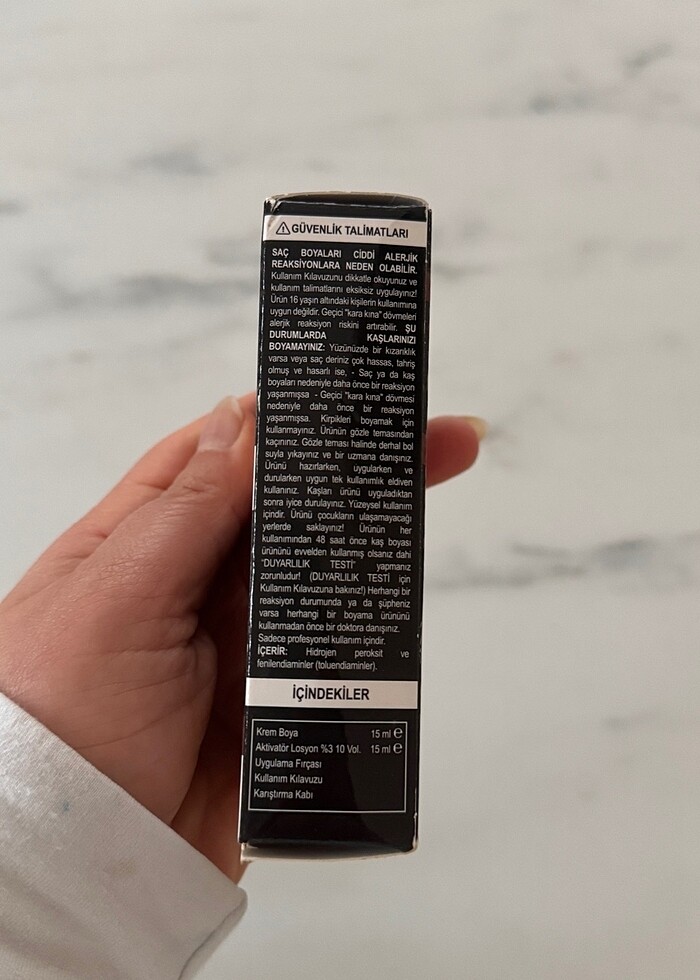 GÜVENLİK TALİMATLARI
SAÇ BOYALARI CİDDİ ALERJİK
REAKSİYONLARA NEDEN OLABİLİR.
Kullanım Kılavuzunu dikkatle okuyunuz ve
kullanım talimatlarını eksiksiz uygulayınız!
Ürün 16 yaşın altındaki kişilerin kullanımına
uygun değildir. Geçici "kara kına" dövmeleri
alerjik reaksiyon riskini artırabilir. ŞU
DURUMLARDA KAŞLARINIZI
BOYAMAYINIZ: Yüzünüzde bir kızarıklık
varsa veya saç deriniz çok hassas, tahriş
olmuş ve hasarlı ise, - Saç ya da kaş
boyaları nedeniyle daha önce bir reaksiyon
yaşanmışsa - Geçici "kara kına" dövmesi
nedeniyle daha önce bir reaksiyon
yaşanmışsa. Kirpikleri boyamak için
kullanmayınız. Ürünün gözle temasından
kaçınınız. Gözle teması halinde derhal bol
suyla yıkayınız ve bir uzmana danışınız.
Ürünü hazırlarken, uygularken ve
durularken uygun tek kullanımlık eldiven
kullanınız. Kaşları ürünü uyguladıktan
sonra iyice durulayınız. Yüzeysel kullanım
içindir. Ürünü çocukların ulaşamayacağı
yerlerde saklayınız! Ürünün her
kullanımından 48 saat önce kaş boyası
ürününü evvelden kullanmış olsanız dahi
"DUYARLILIK TESTİ" yapmanız
zorunludur! (DUYARLILIK TESTİ için
Kullanım Kılavuzuna bakınız!) Herhangi bir
reaksiyon durumunda ya da şüpheniz
varsa herhangi bir boyama ürününü
kullanmadan önce bir doktora danışınız.
Sadece profesyonel kullanım içindir.
İÇERİR: Hidrojen peroksit ve
fenilendiaminler (toluendiaminler).
İÇİNDEKİLER
Krem Boya 15 ml ℮
Aktivatör Losyon %3 10 Vol. 15 ml ℮
Uygulama Fırçası
Kullanım Kılavuzu
Karıştırma Kabı